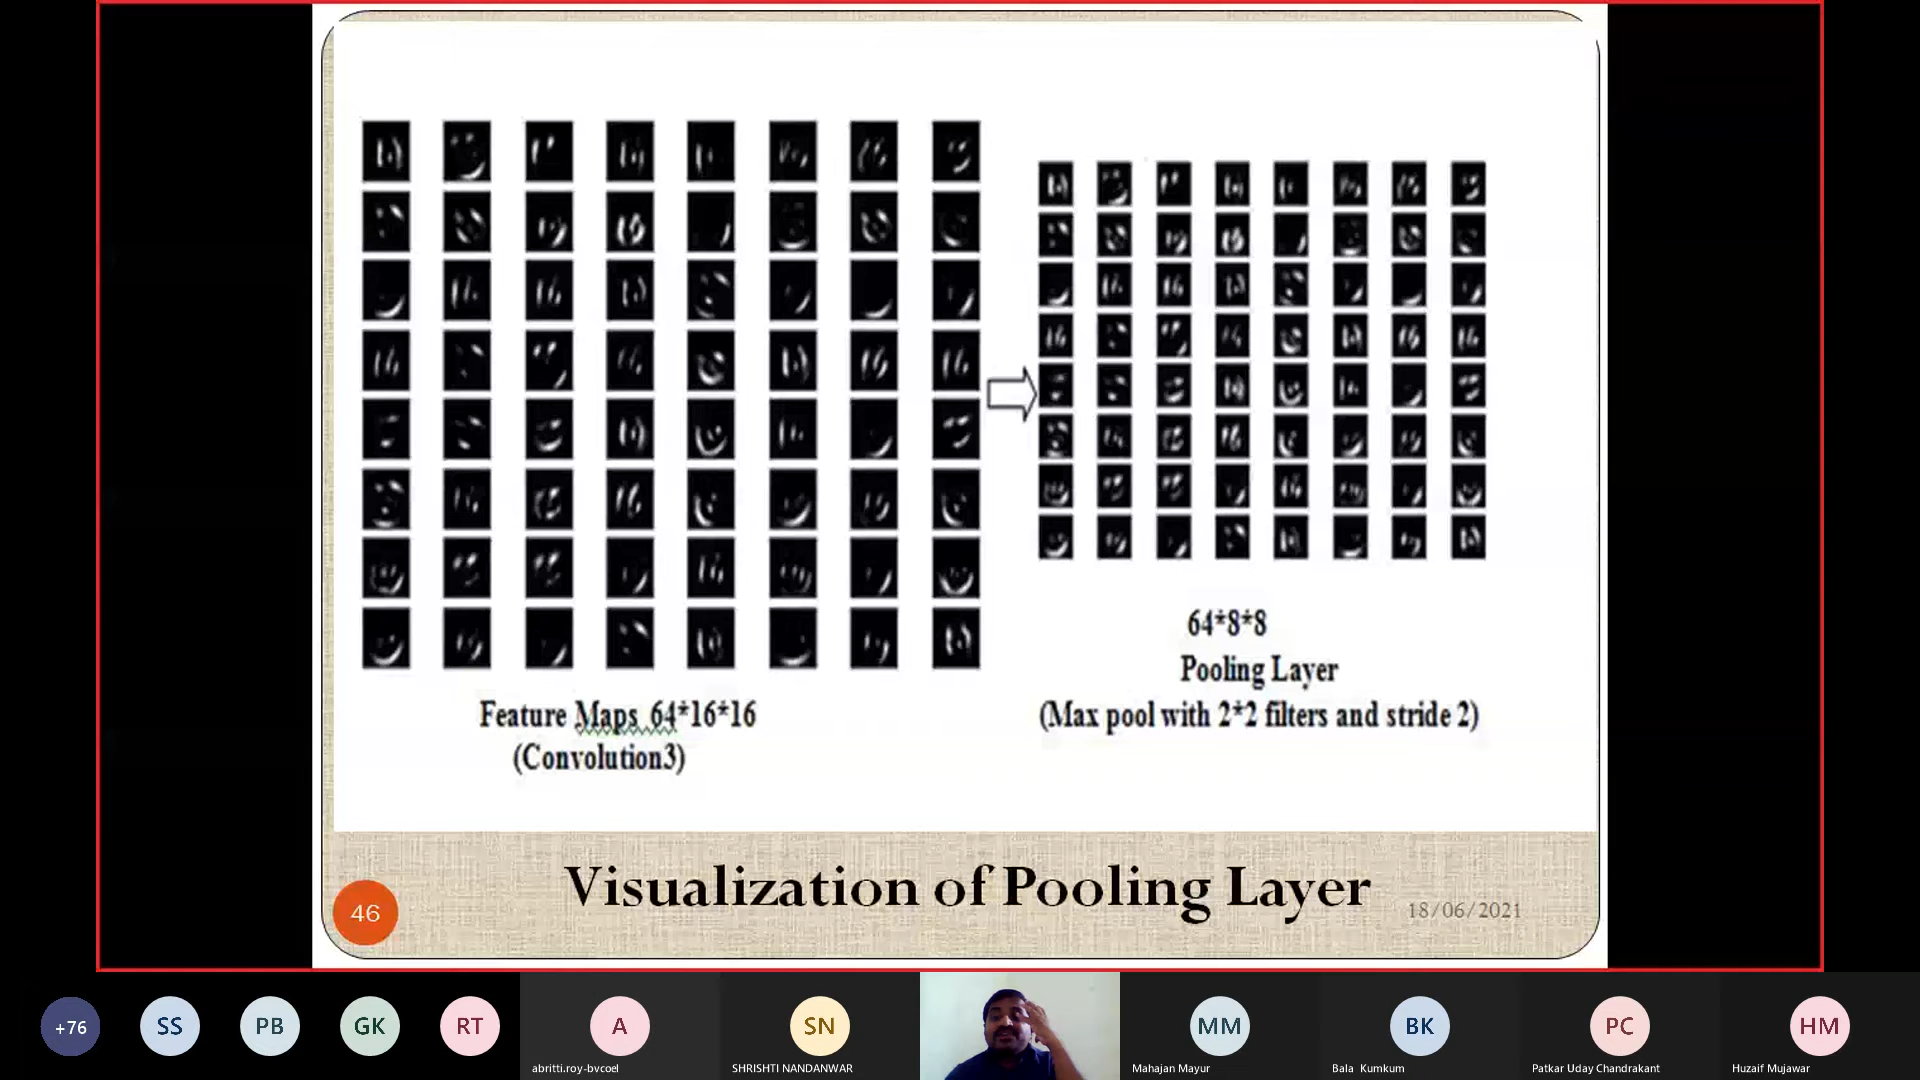 64*8*8
Pooling Layer
Feature Maps 64*16*16
(Max pool with 2*2 filters and stride 2)
(Convolution3)
Visualization of Pooling Layer
46
18/06/2021
+76
SS
PB
GK
RT
A
SN
MM
BK
PC
HM
abritti.roy-bvcoel
SHRISHTI NANDANWAR
Mahajan Mayur
Bala Kumkum
Patkar Uday Chandrakant
Huzaif Mujawar